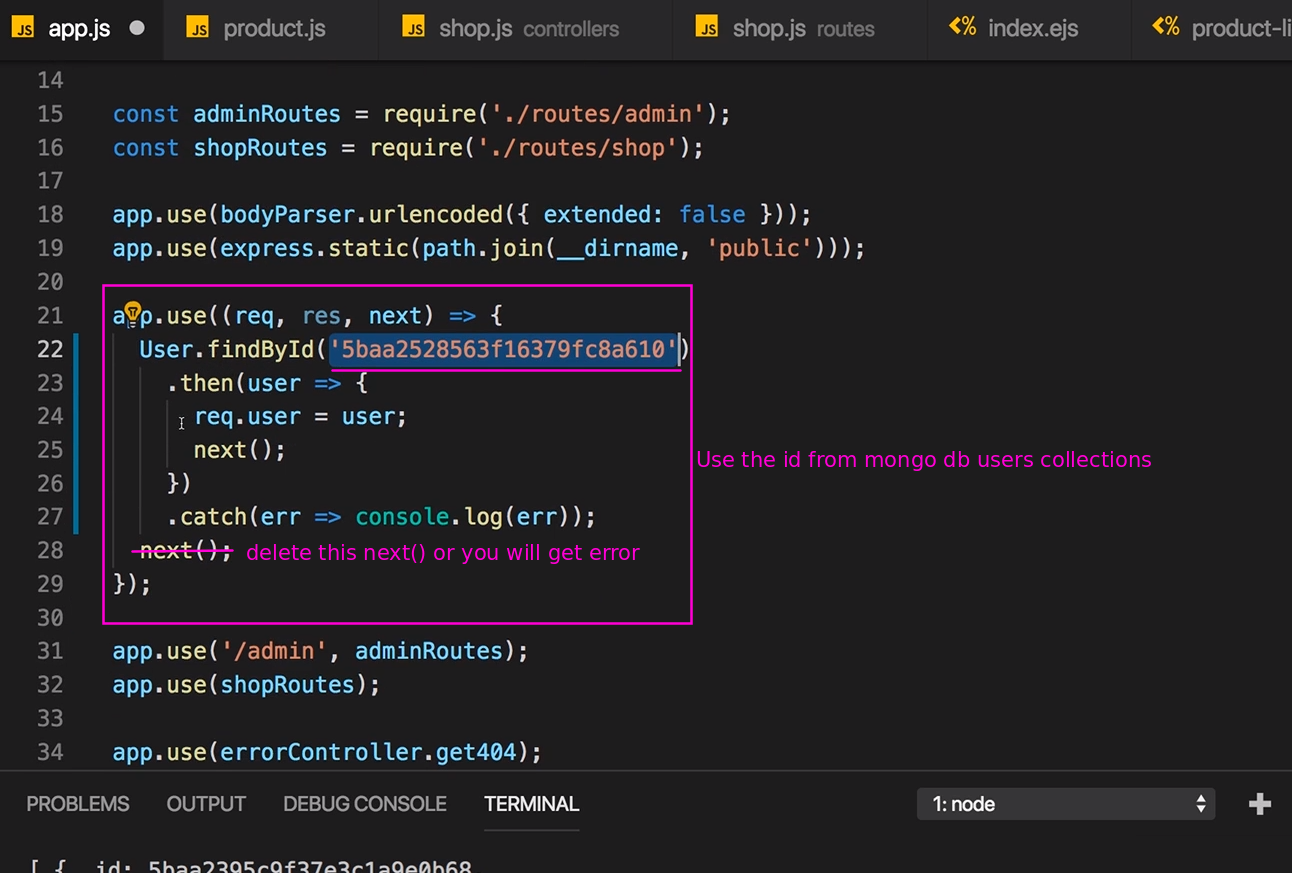 JS app.js JS product.js JS shop.js controllers JS shop.js routes <% index.ejs <% product-li
14
15 const adminRoutes = require('./routes/admin');
16 const shopRoutes = require('./routes/shop');
17
18 app.use(bodyParser.urlencoded({ extended: false }));
19 app.use(express.static(path.join(__dirname, 'public')));
20
21 app.use((req, res, next) => {
22 User.findById('5baa2528563f16379fc8a610')
23 .then(user => {
24 req.user = user;
25 next();
Use the id from mongo db users collections
26 })
27 .catch(err => console.log(err));
28 next(); delete this next() or you will get error
29 });
30
31 app.use('/admin', adminRoutes);
32 app.use(shopRoutes);
33
34 app.use(errorController.get404);
PROBLEMS OUTPUT DEBUG CONSOLE TERMINAL 1: node
[ { _id: 5baa2395c9f37e3c1a9e0b68,